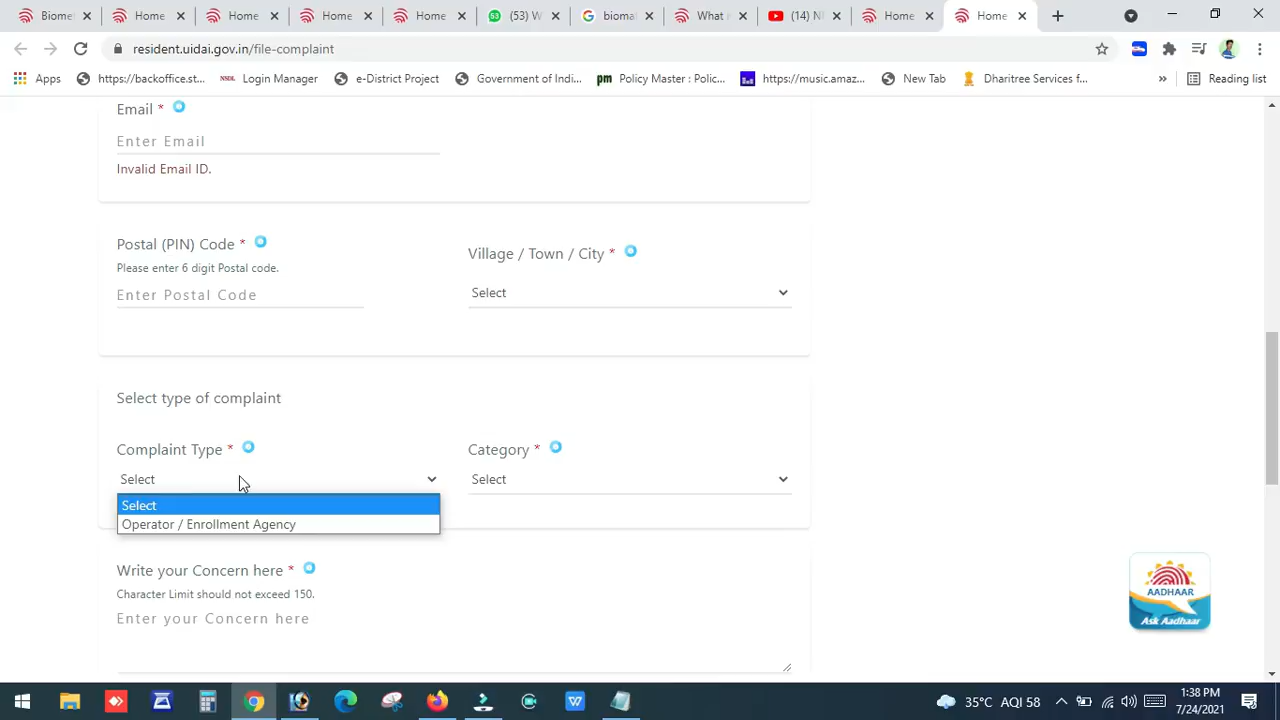 Biome
Home
Home
Home
Home
(53) W
bioma
What
(14) N
Home
Home
resident.uidai.gov.in/file-complaint
Apps
https://backoffice.st...
NSDL
Login Manager
e-District Project
Government of Indi...
pm
Policy Master : Polic...
https://music.amaz...
New Tab
Dharitree Services f...
»
Reading list
Email *
Enter Email
Invalid Email ID.
Postal (PIN) Code *
Please enter 6 digit Postal code.
Enter Postal Code
Village / Town / City *
Select
Select type of complaint
Complaint Type *
Select
Select
Operator / Enrollment Agency
Category *
Select
Write your Concern here *
Character Limit should not exceed 150.
Enter your Concern here
AADHAAR
Ask Aadhaar
35°C AQI 58
1:38 PM
7/24/2021